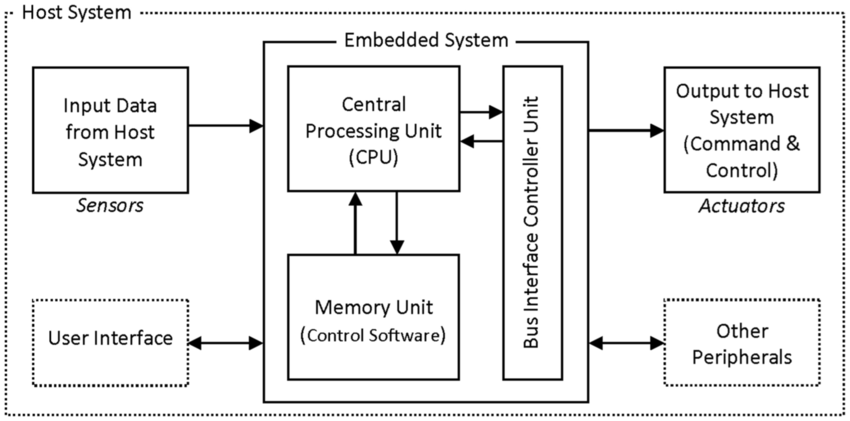 Host System
Embedded System
Input Data
from Host
System
Sensors
Central
Processing Unit
(CPU)
Memory Unit
(Control Software)
Bus Interface Controller Unit
Output to Host
System
(Command &
Control)
Actuators
User Interface
Other
Peripherals